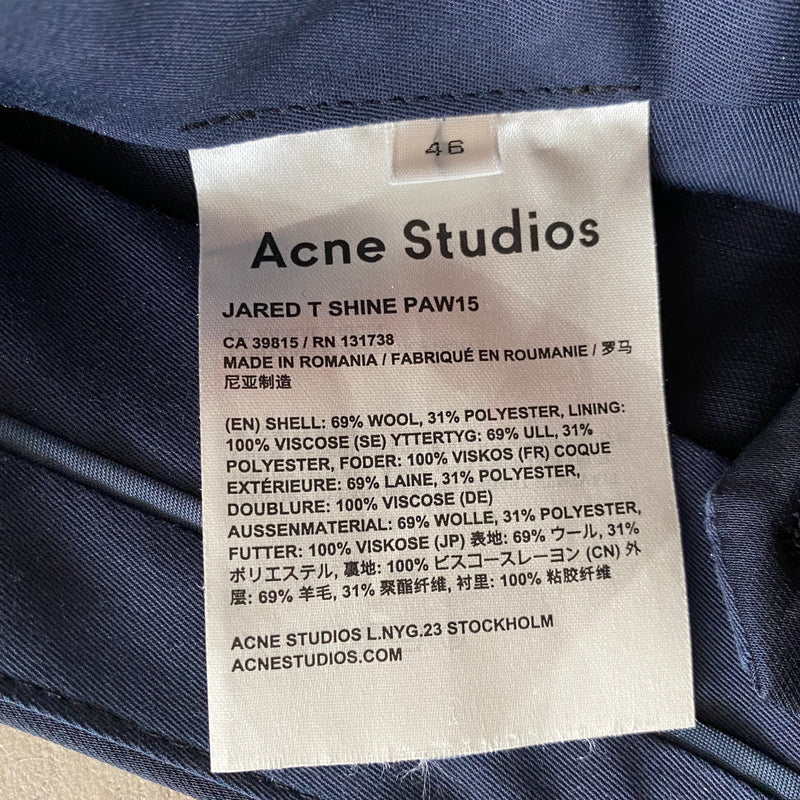 46
Acne Studios
JARED T SHINE PAW15
CA 39815 / RN 131738
MADE IN ROMANIA / FABRIQUÉ EN ROUMANIE / 罗马
尼亚制造
(EN) SHELL: 69% WOOL, 31% POLYESTER, LINING:
100% VISCOSE (SE) YTTERTYG: 69% ULL, 31%
POLYESTER, FODER: 100% VISKOS (FR) COQUE
EXTÉRIEURE: 69% LAINE, 31% POLYESTER,
DOUBLURE: 100% VISCOSE (DE)
AUSSENMATERIAL: 69% WOLLE, 31% POLYESTER,
FUTTER: 100% VISKOSE (JP) 表地: 69% ウール, 31%
ポリエステル, 裏地: 100% ビスコースレーヨン (CN) 外
层: 69% 羊毛, 31% 聚酯纤维, 衬里: 100% 粘胶纤维
ACNE STUDIOS L.NYG.23 STOCKHOLM
ACNESTUDIOS.COM